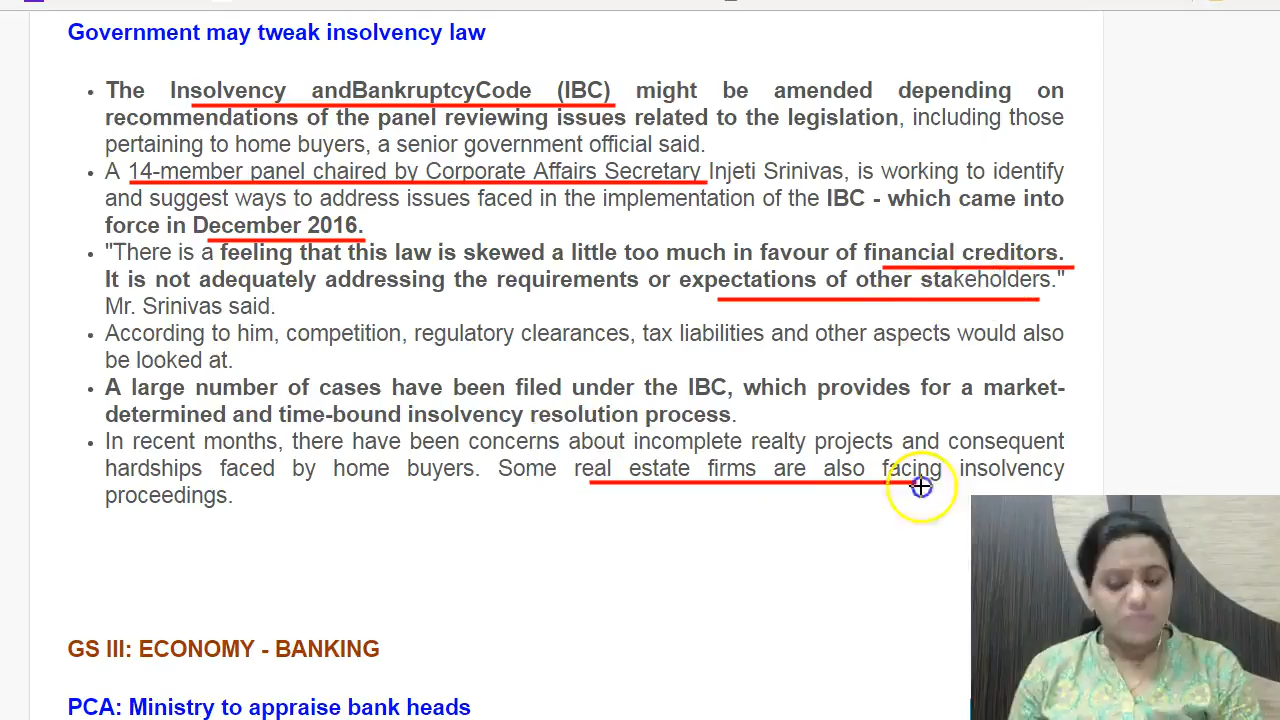 Government may tweak insolvency law
The Insolvency andBankruptcyCode (IBC) might be amended depending on
recommendations of the panel reviewing issues related to the legislation, including those
pertaining to home buyers, a senior government official said.
A 14-member panel chaired by Corporate Affairs Secretary Injeti Srinivas, is working to identify
and suggest ways to address issues faced in the implementation of the IBC - which came into
force in December 2016.
"There is a feeling that this law is skewed a little too much in favour of financial creditors.
It is not adequately addressing the requirements or expectations of other stakeholders."
Mr. Srinivas said.
According to him, competition, regulatory clearances, tax liabilities and other aspects would also
be looked at.
A large number of cases have been filed under the IBC, which provides for a market-
determined and time-bound insolvency resolution process.
In recent months, there have been concerns about incomplete realty projects and consequent
hardships faced by home buyers. Some real estate firms are also facing insolvency
proceedings.
GS III: ECONOMY - BANKING
PCA: Ministry to appraise bank heads